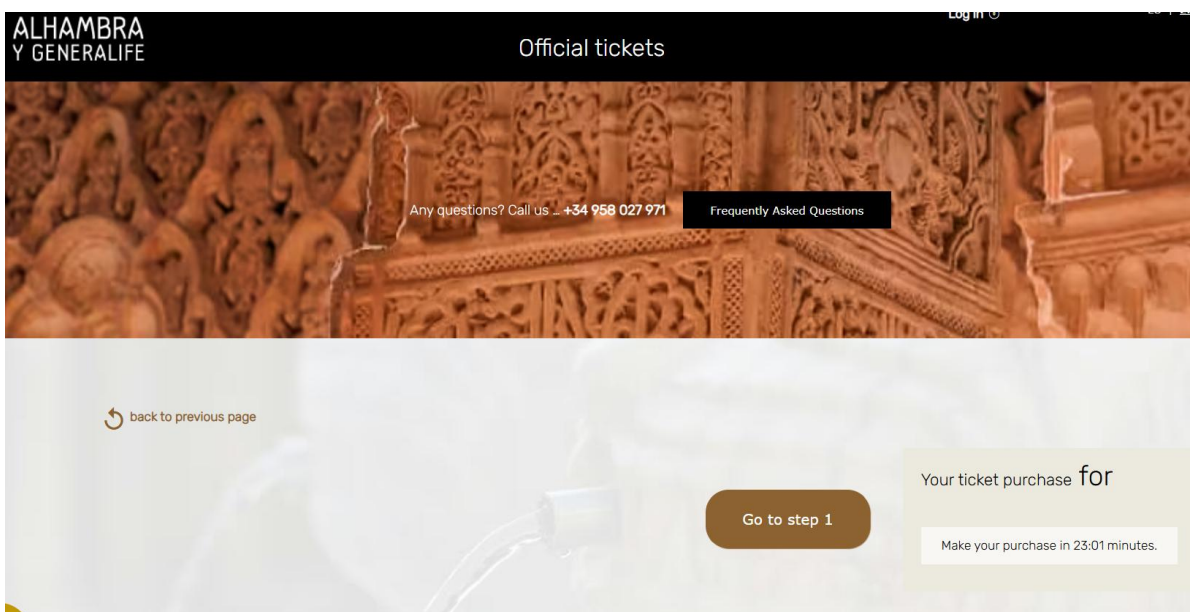 Log in
ALHAMBRA
Y GENERALIFE
Official tickets
Any questions? Call us ... +34 958 027 971
Frequently Asked Questions
back to previous page
Your ticket purchase for
Go to step 1
Make your purchase in 23:01 minutes.